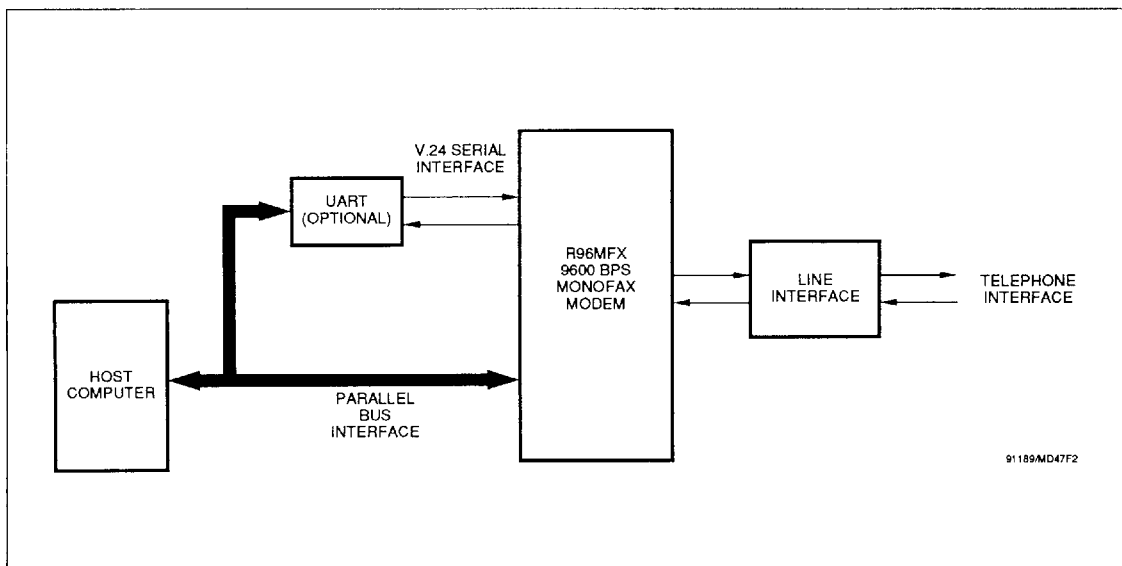 V.24 SERIAL
INTERFACE
UART
(OPTIONAL)
R96MFX
9600 BPS
MONOFAX
MODEM
LINE
INTERFACE
TELEPHONE
INTERFACE
HOST
COMPUTER
PARALLEL
BUS
INTERFACE
91189/MD47F2